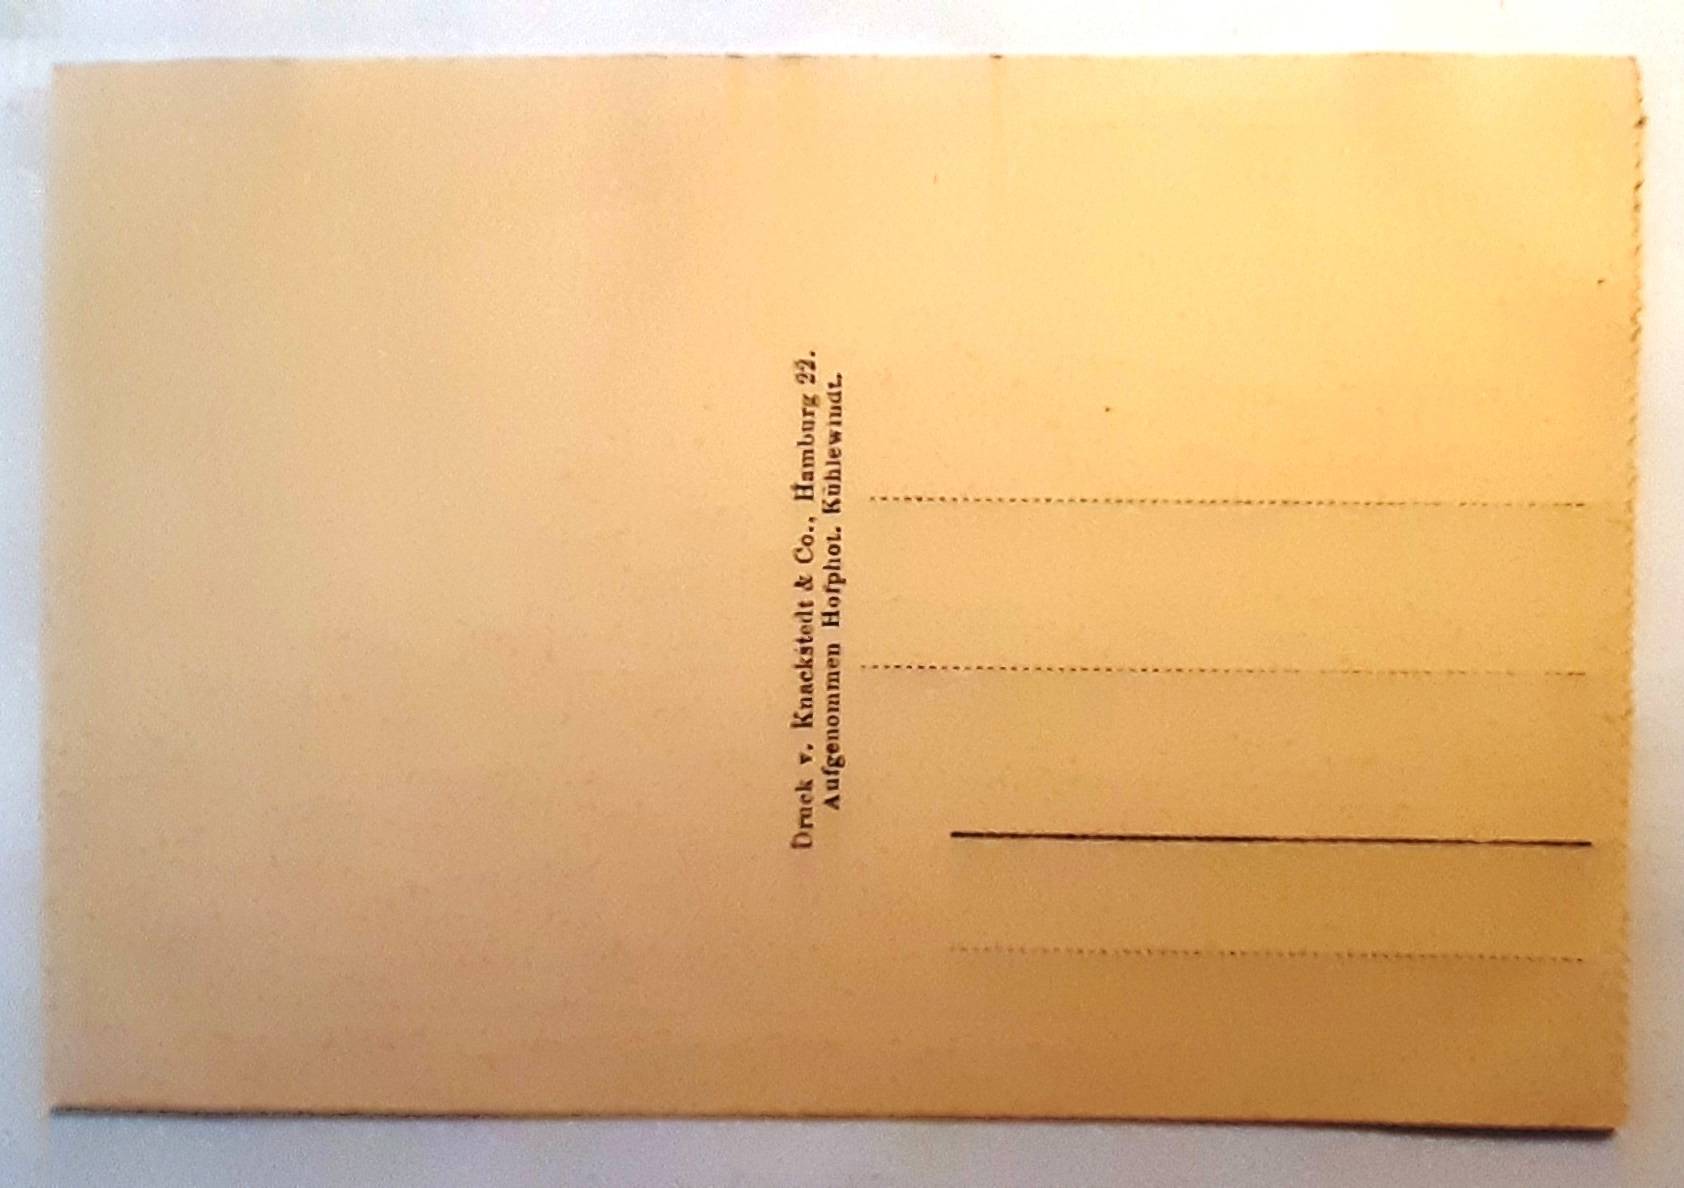 Druck v. Knackstedt & Co., Hamburg 22.
Aufgenommen Hofphot. Kühlewindt.